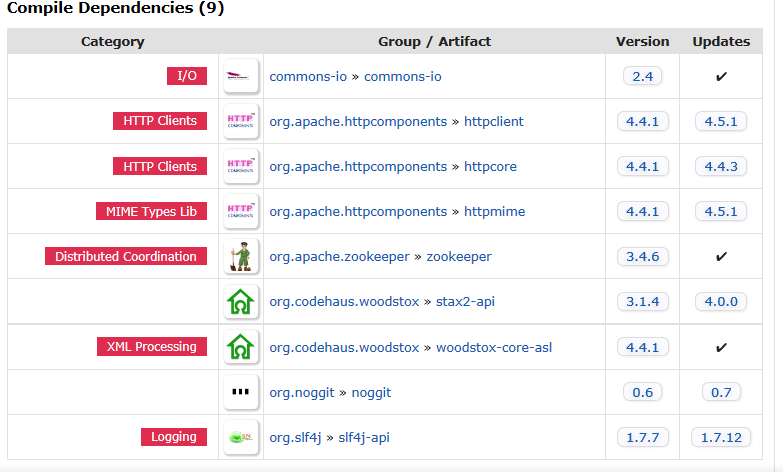 Compile Dependencies (9)
Category Group / Artifact Version Updates
I/O commons-io » commons-io 2.4 ✔
HTTP Clients HTTP COMPONENTS org.apache.httpcomponents » httpclient 4.4.1 4.5.1
HTTP Clients HTTP COMPONENTS org.apache.httpcomponents » httpcore 4.4.1 4.4.3
MIME Types Lib HTTP COMPONENTS org.apache.httpcomponents » httpmime 4.4.1 4.5.1
Distributed Coordination org.apache.zookeeper » zookeeper 3.4.6 ✔
org.codehaus.woodstox » stax2-api 3.1.4 4.0.0
XML Processing org.codehaus.woodstox » woodstox-core-asl 4.4.1 ✔
org.noggit » noggit 0.6 0.7
Logging org.slf4j » slf4j-api 1.7.7 1.7.12